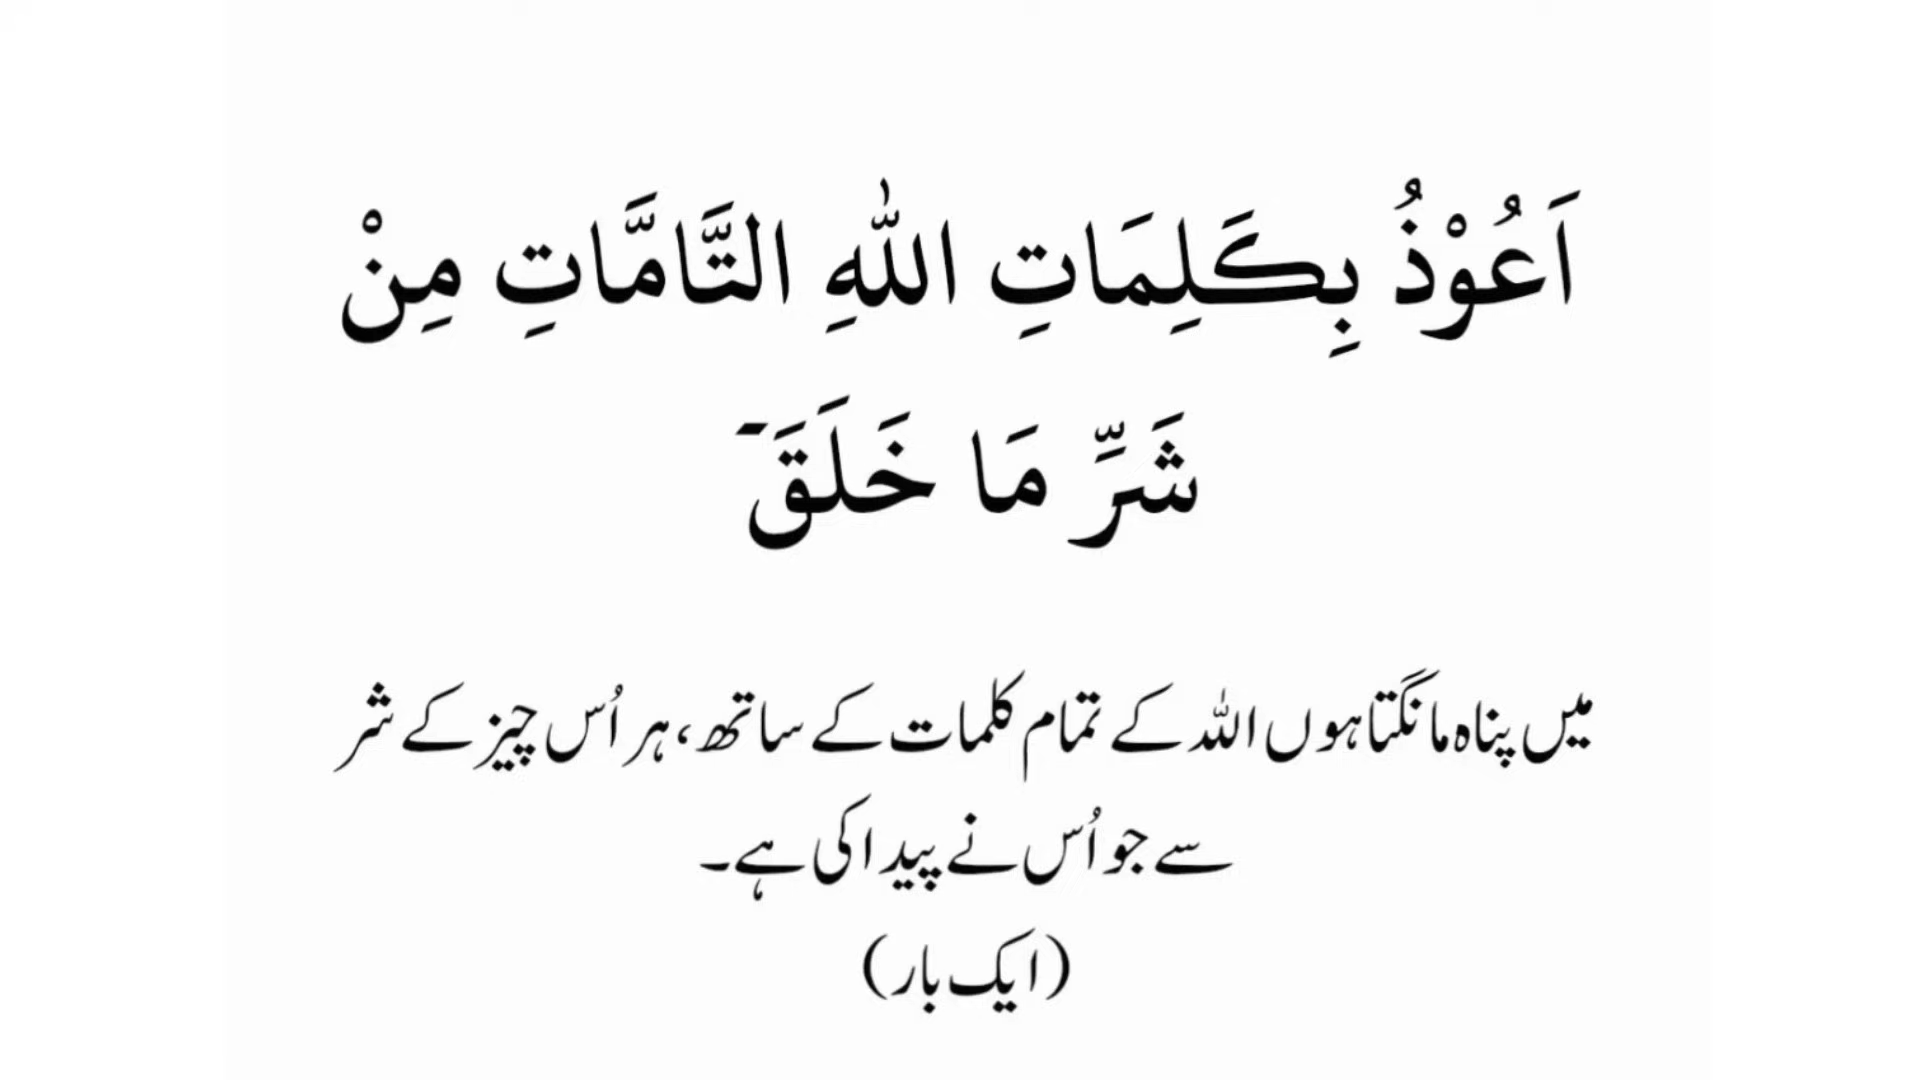 اَعُوْذُ بِكَلِمَاتِ اللّٰهِ التَّامَّاتِ مِنْ
شَرِّ مَا خَلَقَ۔
میں پناہ مانگتا ہوں اللہ کے تمام کلمات کے ساتھ، ہر اُس چیز کے شر
سے جو اُس نے پیدا کی ہے۔
(ایک بار)